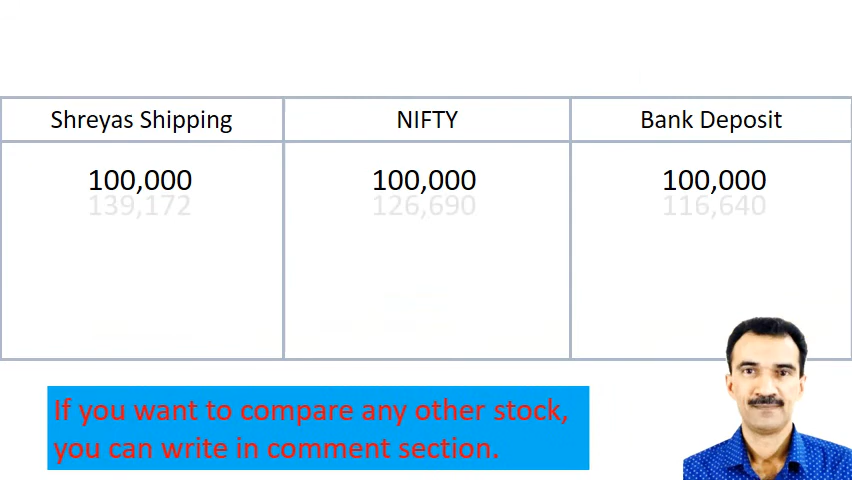 Shreyas Shipping NIFTY Bank Deposit
100,000 100,000 100,000
139,172 126,690 116,640
If you want to compare any other stock,
you can write in comment section.